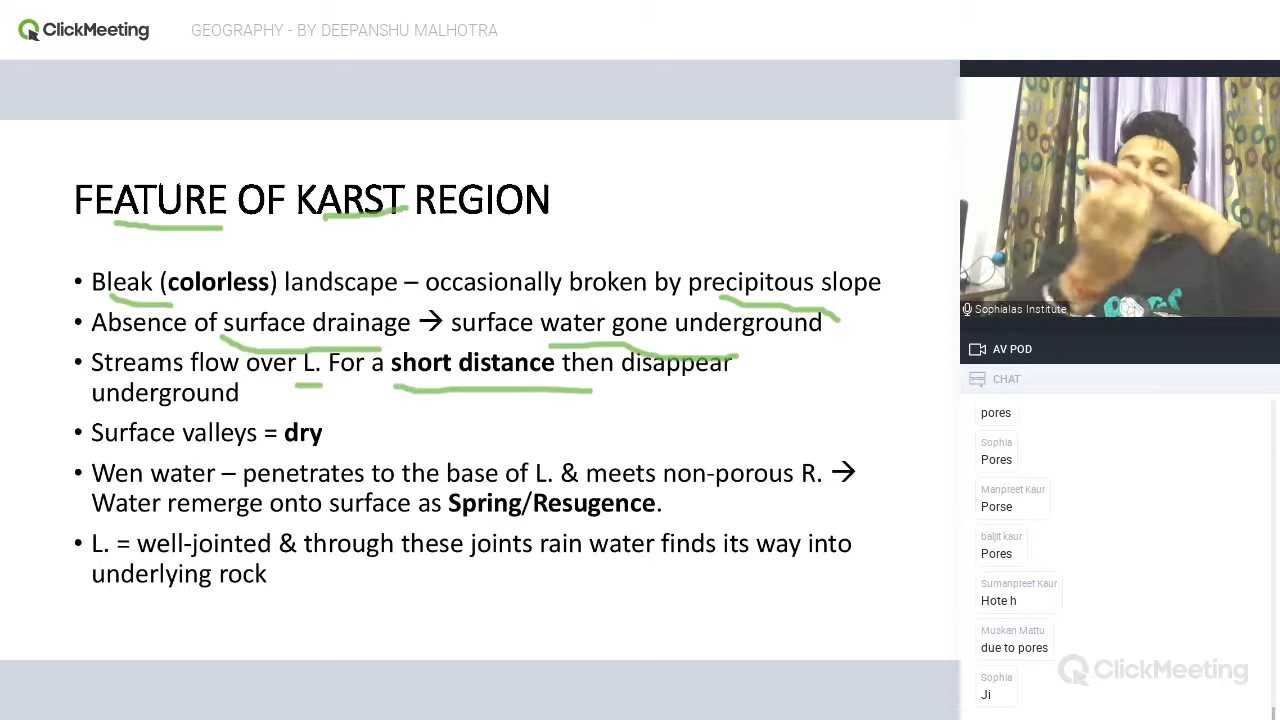 ClickMeeting
GEOGRAPHY - BY DEEPANSHU MALHOTRA
FEATURE OF KARST REGION
• Bleak (colorless) landscape – occasionally broken by precipitous slope
• Absence of surface drainage → surface water gone underground
• Streams flow over L. For a short distance then disappear
underground
• Surface valleys = dry
• Wen water – penetrates to the base of L. & meets non-porous R. →
Water remerge onto surface as Spring/Resugence.
• L. = well-jointed & through these joints rain water finds its way into
underlying rock
Sophialas Institute
AV POD
CHAT
pores
Sophia
Pores
Manpreet Kaur
Porse
baljit kaur
Pores
Sumanpreet Kaur
Hote h
Muskan Mattu
due to pores
Sophia
Ji
ClickMeeting